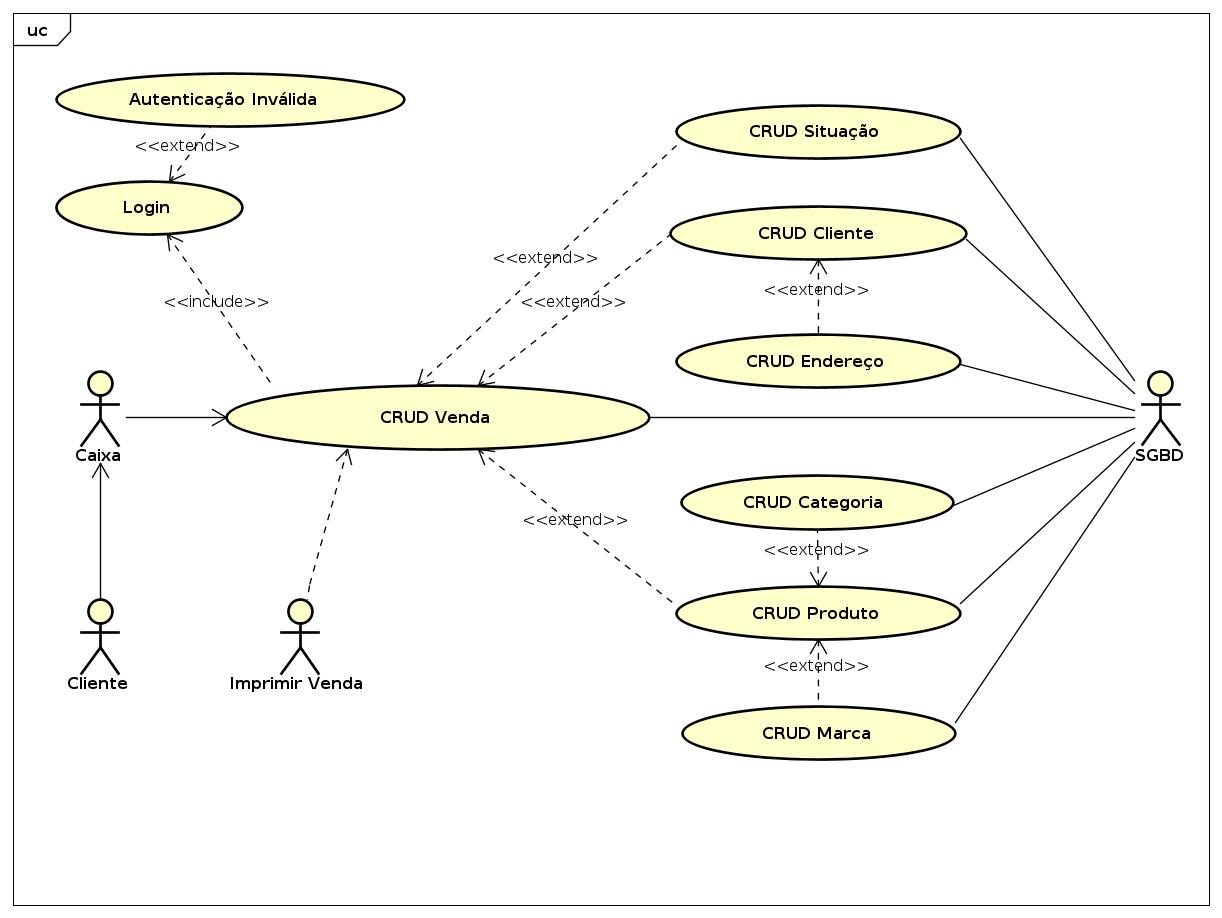 uc
Autenticação Inválida
<<extend>>
Login
<<include>>
CRUD Situação
<<extend>>
CRUD Cliente
<<extend>>
<<extend>>
CRUD Endereço
Caixa
CRUD Venda
SGBD
<<extend>>
CRUD Categoria
<<extend>>
CRUD Produto
<<extend>>
CRUD Marca
Cliente
Imprimir Venda